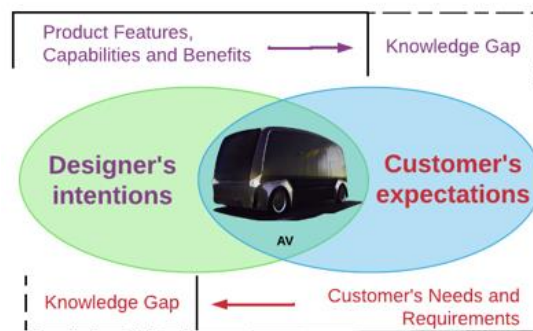 Product Features,
Capabilities and Benefits
Knowledge Gap
Designer's
intentions
Customer's
expectations
AV
Knowledge Gap
Customer's Needs and
Requirements